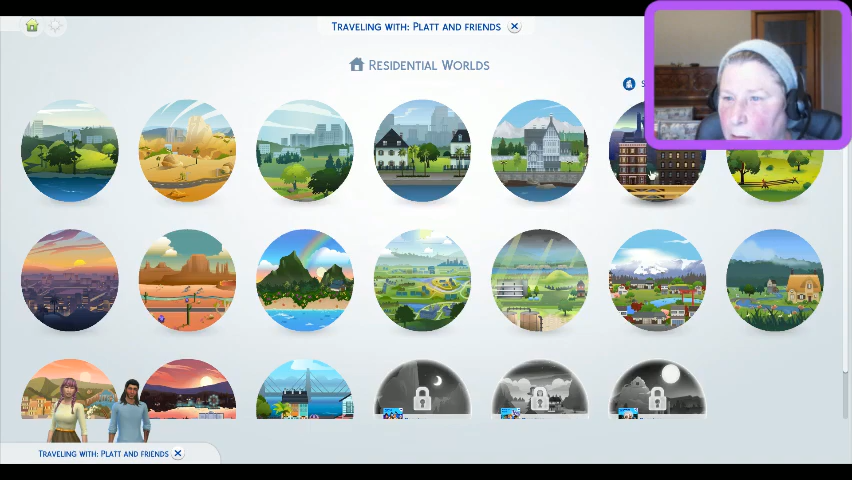 Traveling with: Platt and friends
Residential Worlds
S
Traveling with: Platt and friends